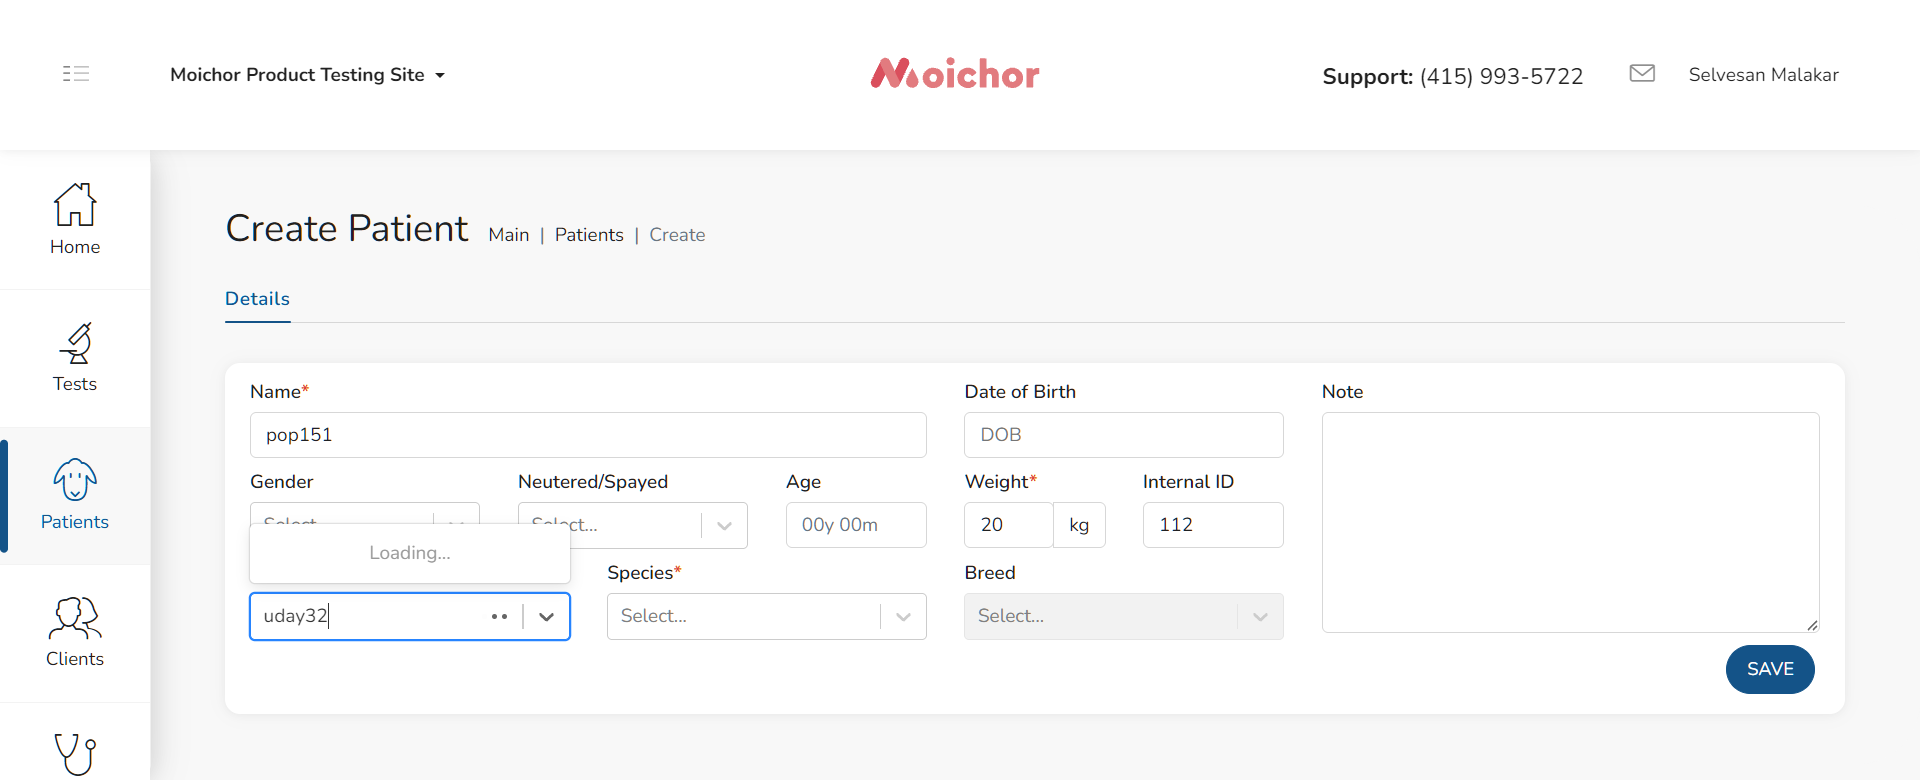 Moichor Product Testing Site
Moichor
Support: (415) 993-5722
Selvesan Malakar
Home
Tests
Patients
Clients
Create Patient
Main | Patients | Create
Details
Name*
pop151
Date of Birth
DOB
Note
Gender
Select...
Neutered/Spayed
Select...
Age
00y 00m
Weight*
20 kg
Internal ID
112
Loading...
uday32
Species*
Select...
Breed
Select...
SAVE